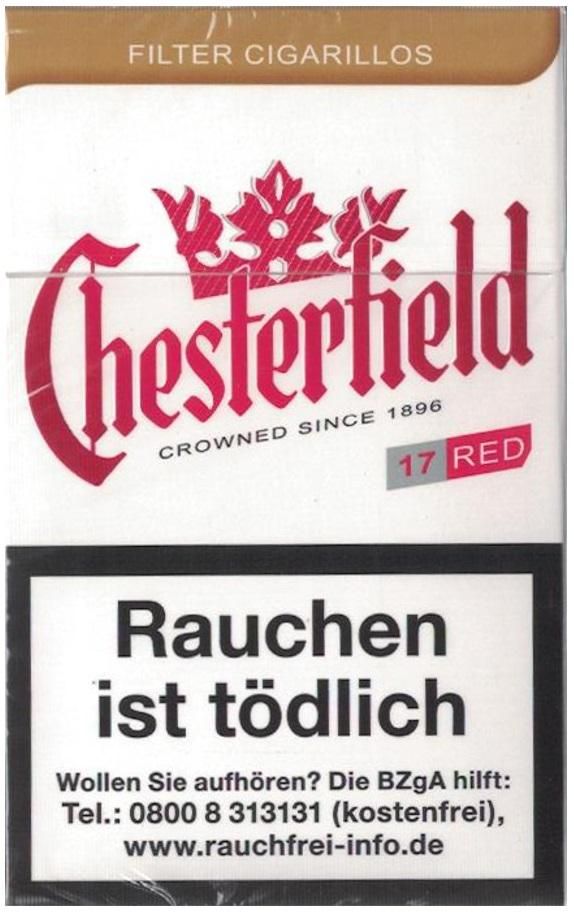 FILTER CIGARILLOS
Chesterfield
CROWNED SINCE 1896
17 RED
Rauchen
ist tödlich
Wollen Sie aufhören? Die BZgA hilft:
Tel.: 0800 8 313131 (kostenfrei),
www.rauchfrei-info.de